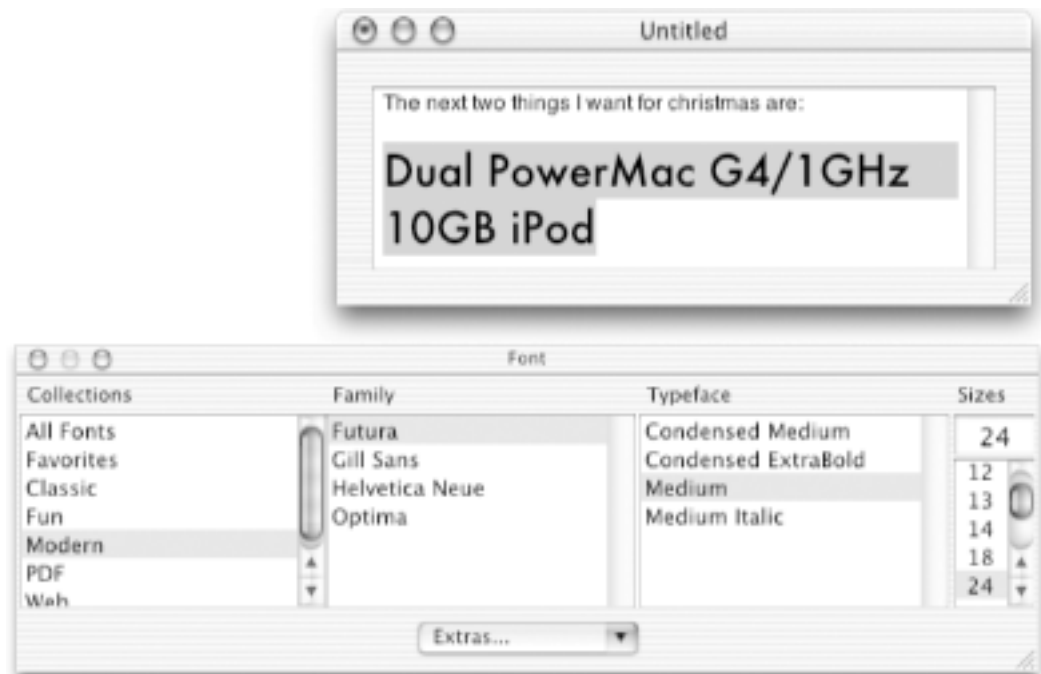 Untitled
The next two things I want for christmas are:
Dual PowerMac G4/1GHz
10GB iPod
Font
Collections
Family
Typeface
Sizes
All Fonts
Favorites
Classic
Fun
Modern
PDF
Web
Futura
Gill Sans
Helvetica Neue
Optima
Condensed Medium
Condensed ExtraBold
Medium
Medium Italic
24
12
13
14
18
24
Extras...